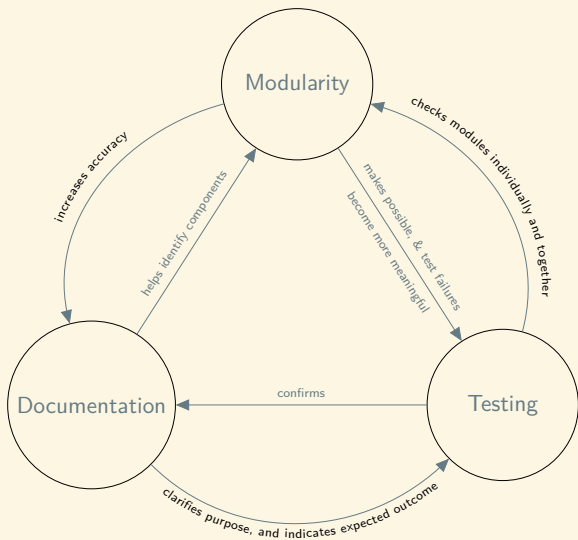 Modularity
checks modules individually and together
increases accuracy
helps identify components
makes possible, & test failures
become more meaningful
Documentation
confirms
Testing
clarifies purpose, and indicates expected outcome